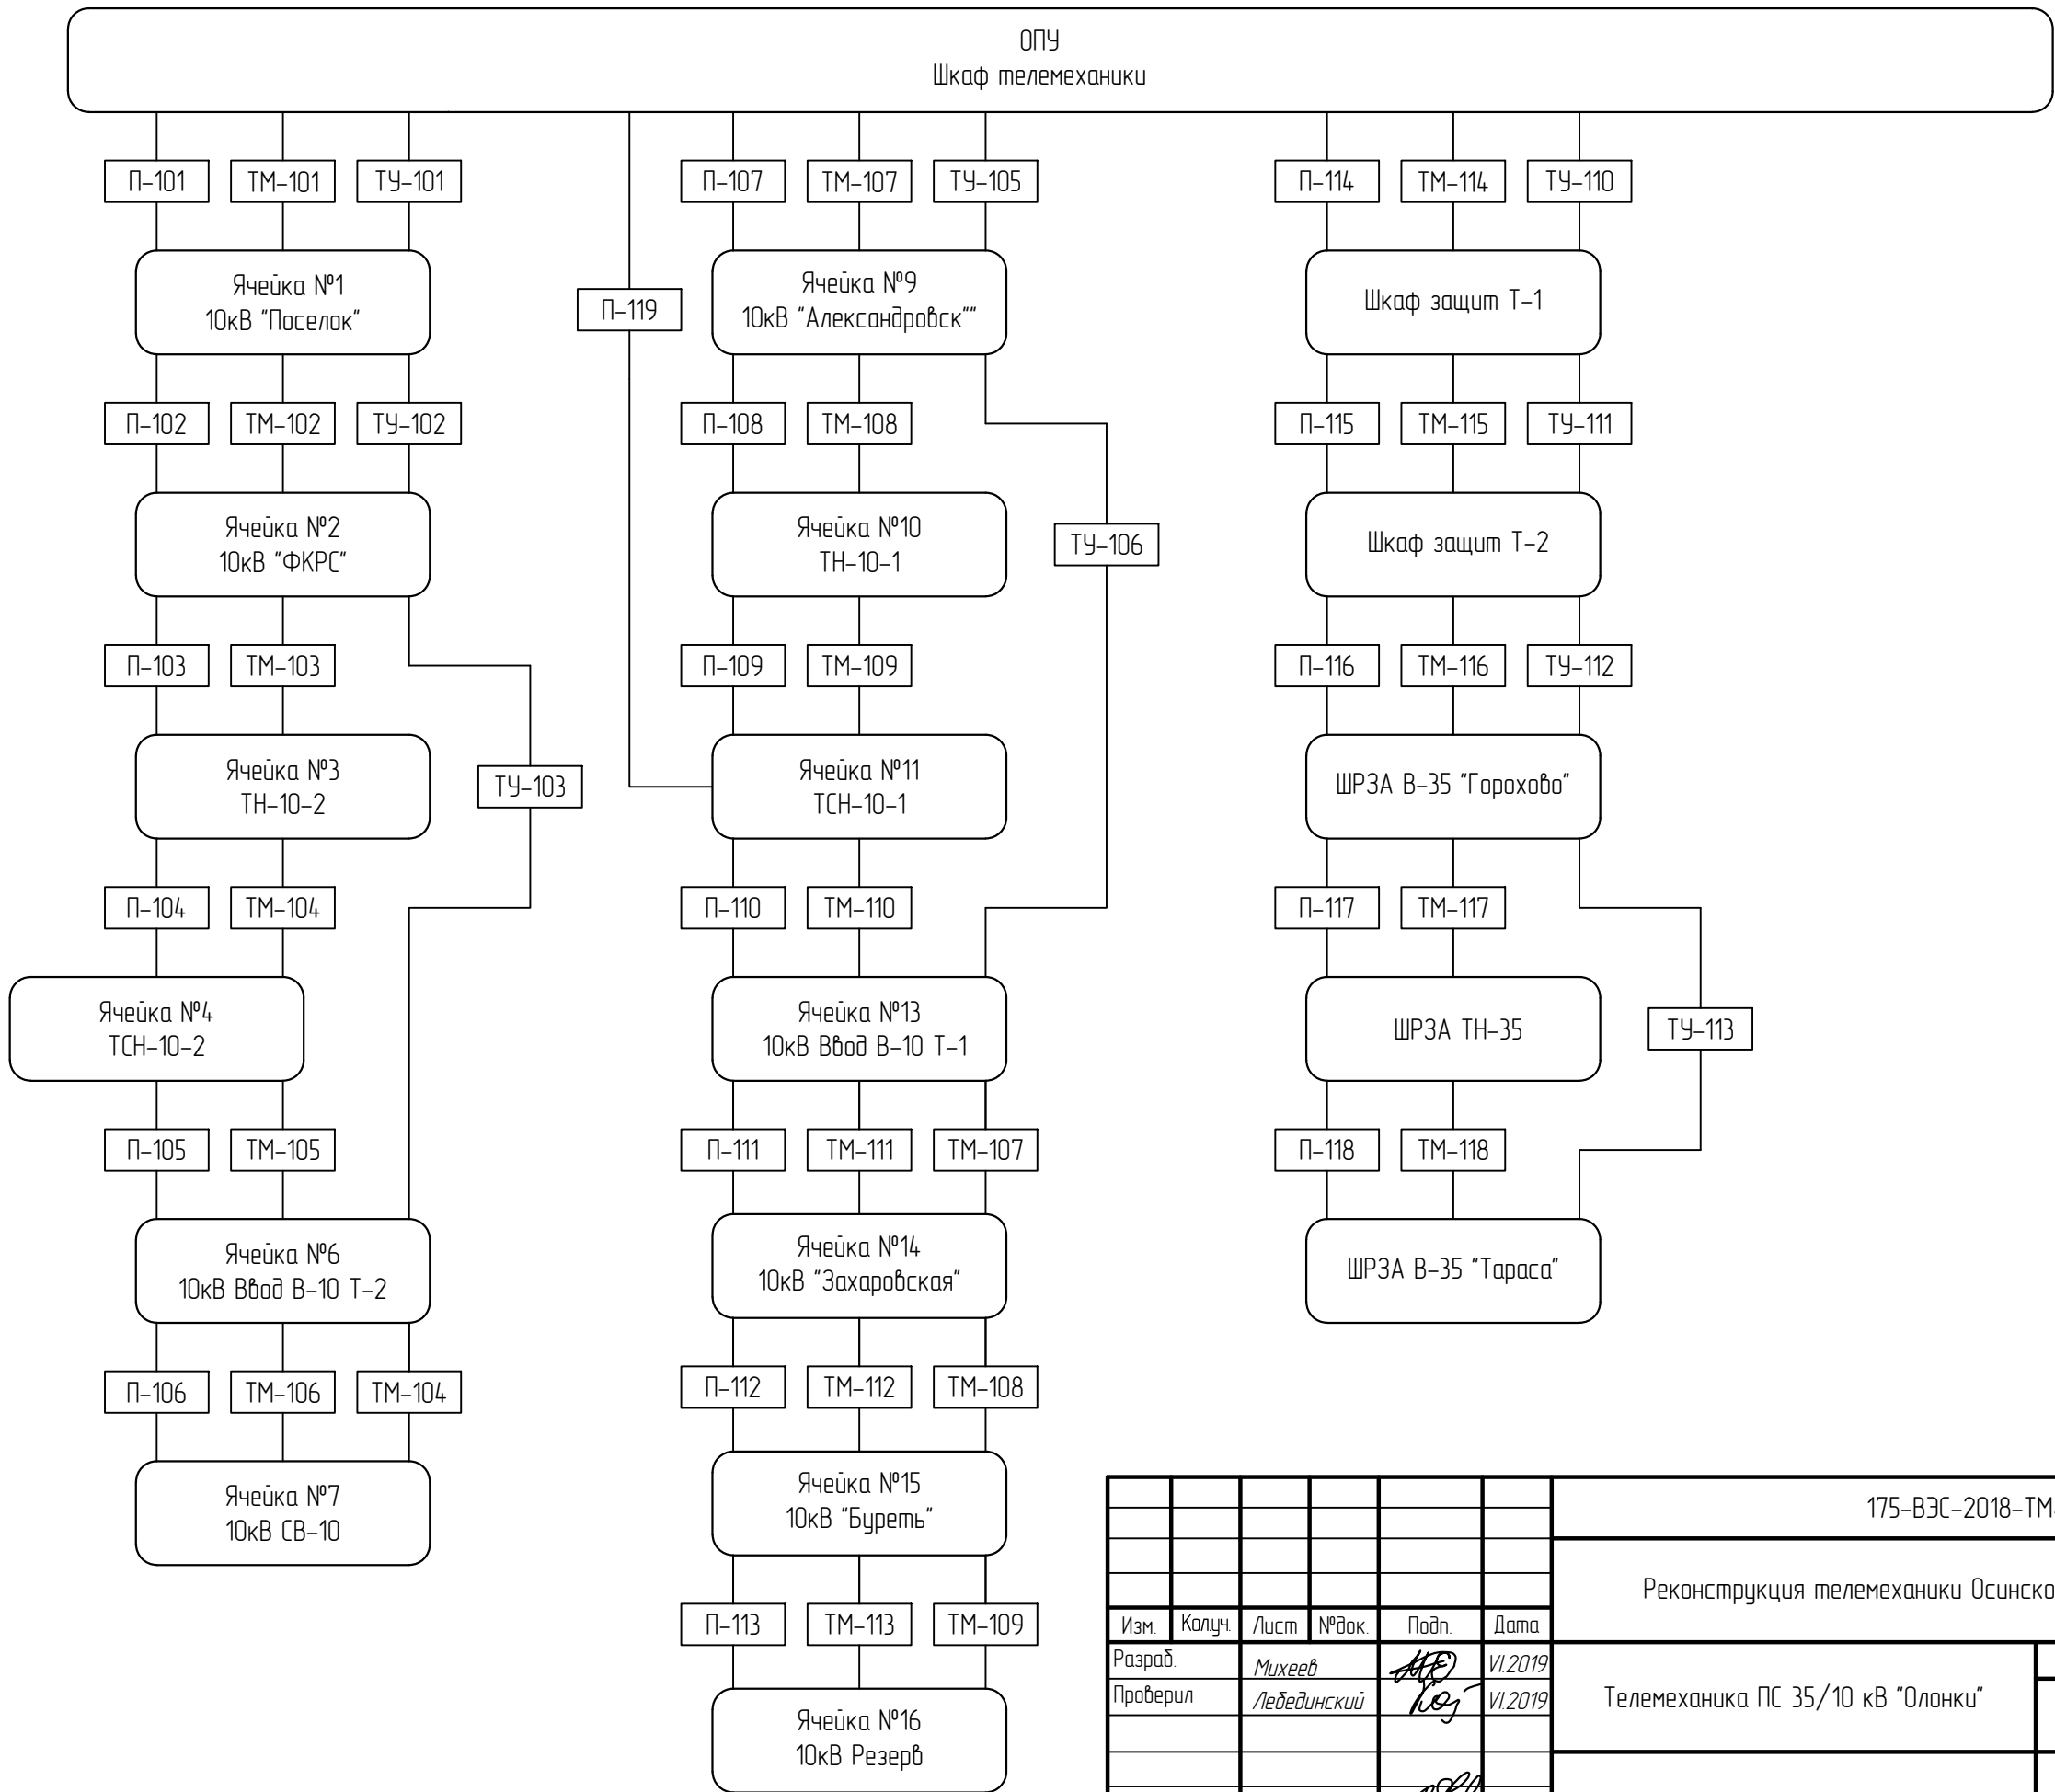 ОПУ
Шкаф телемеханики
П-101 ТМ-101 ТУ-101
П-107 ТМ-107 ТУ-105
П-114 ТМ-114 ТУ-110
Ячейка №1
10кВ "Поселок"
П-119
Ячейка №9
10кВ "Александровск""
Шкаф защит Т-1
П-102 ТМ-102 ТУ-102
П-108 ТМ-108
П-115 ТМ-115 ТУ-111
Ячейка №2
10кВ "ФКРС"
Ячейка №10
ТН-10-1
ТУ-106
Шкаф защит Т-2
П-103 ТМ-103
П-109 ТМ-109
П-116 ТМ-116 ТУ-112
Ячейка №3
ТН-10-2
ТУ-103
Ячейка №11
ТСН-10-1
ШРЗА В-35 "Горохово"
П-104 ТМ-104
П-110 ТМ-110
П-117 ТМ-117
Ячейка №4
ТСН-10-2
Ячейка №13
10кВ Ввод В-10 Т-1
ШРЗА ТН-35
ТУ-113
П-105 ТМ-105
П-111 ТМ-111 ТМ-107
П-118 ТМ-118
Ячейка №6
10кВ Ввод В-10 Т-2
Ячейка №14
10кВ "Захаровская"
ШРЗА В-35 "Тараса"
П-106 ТМ-106 ТМ-104
П-112 ТМ-112 ТМ-108
Ячейка №7
10кВ СВ-10
Ячейка №15
10кВ "Буреть"
П-113 ТМ-113 ТМ-109
Ячейка №16
10кВ Резерв
175-ВЭС-2018-ТМ
Реконструкция телемеханики Осинско
Изм. Кол.уч. Лист №док. Подп. Дата
Разраб. Михеев VI.2019
Проверил Лебединский VI.2019
Телемеханика ПС 35/10 кВ "Олонки"